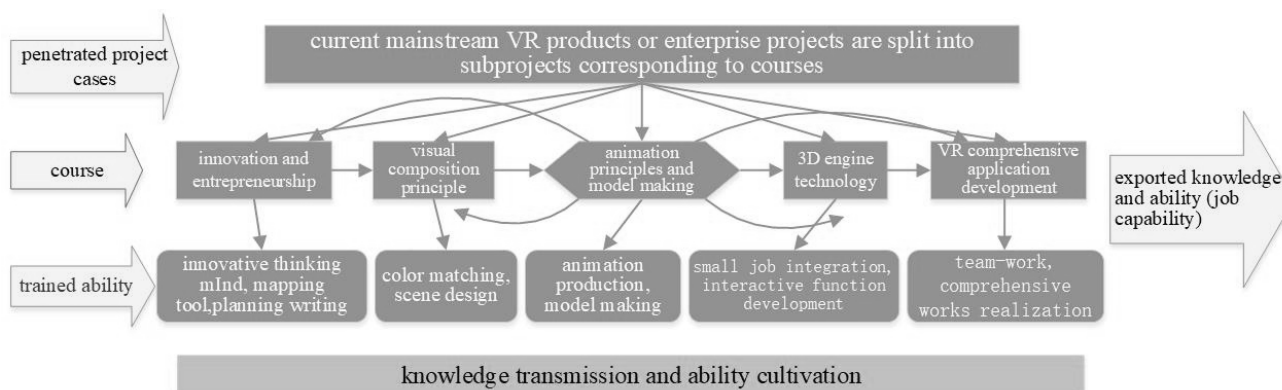 penetrated project
cases
current mainstream VR products or enterprise projects are split into
subprojects corresponding to courses
course
innovation and
entrepreneurship
visual
composition
principle
animation
principles and
model making
3D engine
technology
VR comprehensive
application
development
exported knowledge
and ability (job
capability)
trained ability
innovative thinking
mInd, mapping
tool,planning writing
color matching,
scene design
animation
production,
model making
small job integration,
interactive function
development
team-work,
comprehensive
works realization
knowledge transmission and ability cultivation